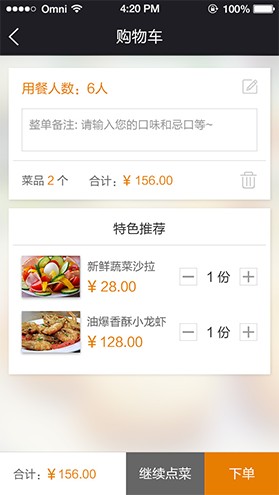 Omni 4:20 PM 100%
购物车
用餐人数：6人
整单备注: 请输入您的口味和忌口等~
菜品 2 个 合计：￥156.00
特色推荐
新鲜蔬菜沙拉
￥28.00
1 份
油爆香酥小龙虾
￥128.00
1 份
合计：￥156.00 继续点菜 下单